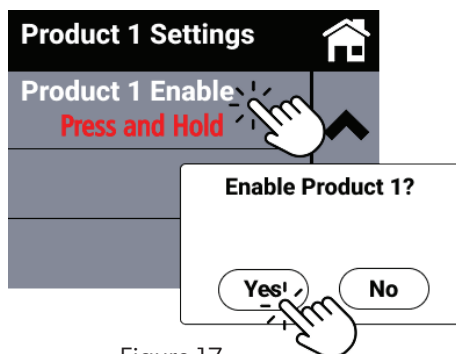 Product 1 Settings
Product 1 Enable
Press and Hold
Enable Product 1?
Yes No
Figure 17